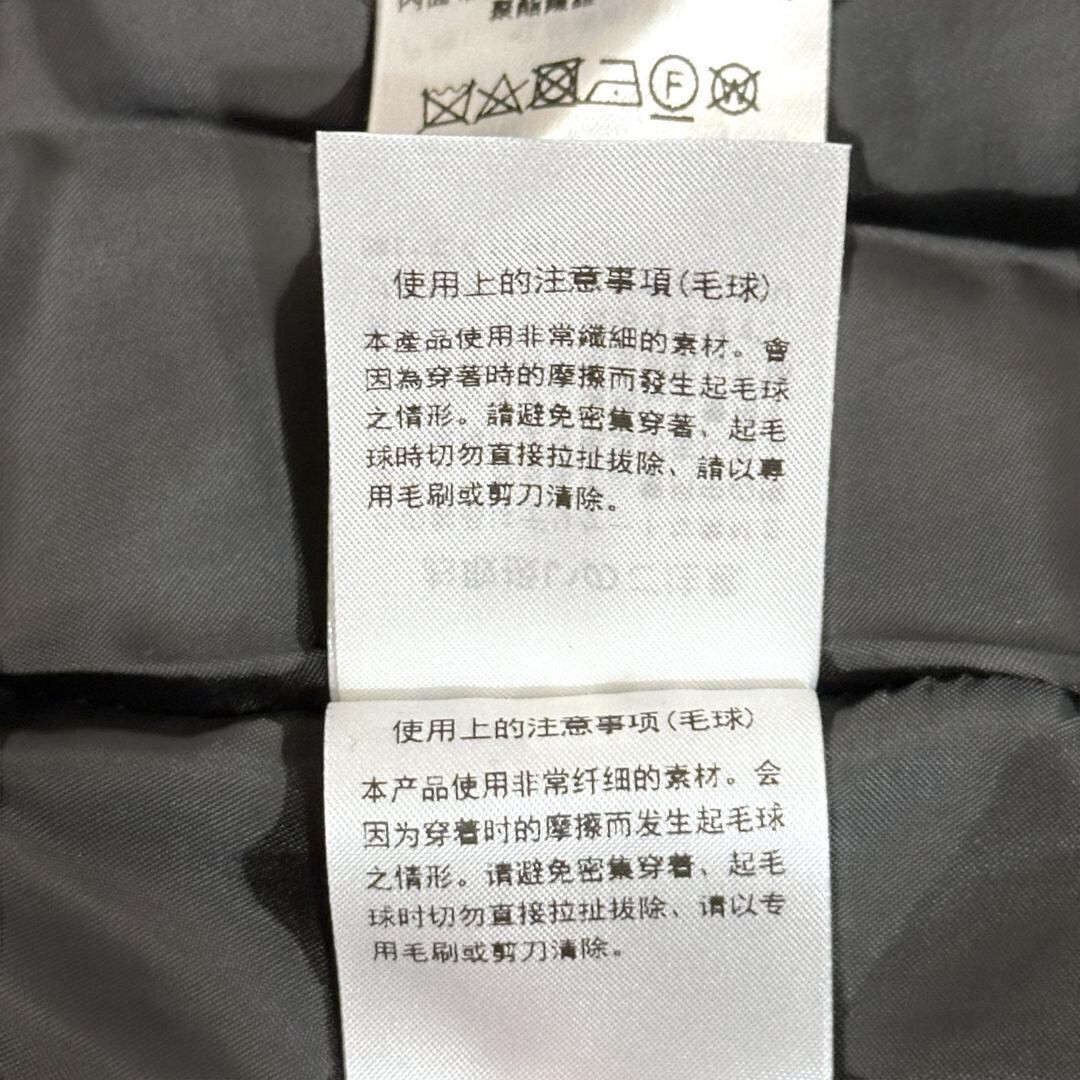 聚酯纖維
F
W
使用上的注意事項(毛球)
本產品使用非常纖細的素材。會
因為穿著時的摩擦而發生起毛球
之情形。請避免密集穿著、起毛
球時切勿直接拉扯拔除、請以專
用毛刷或剪刀清除。
使用上的注意事项(毛球)
本产品使用非常纤细的素材。会
因为穿着时的摩擦而发生起毛球
之情形。请避免密集穿着、起毛
球时切勿直接拉扯拔除、请以专
用毛刷或剪刀清除。